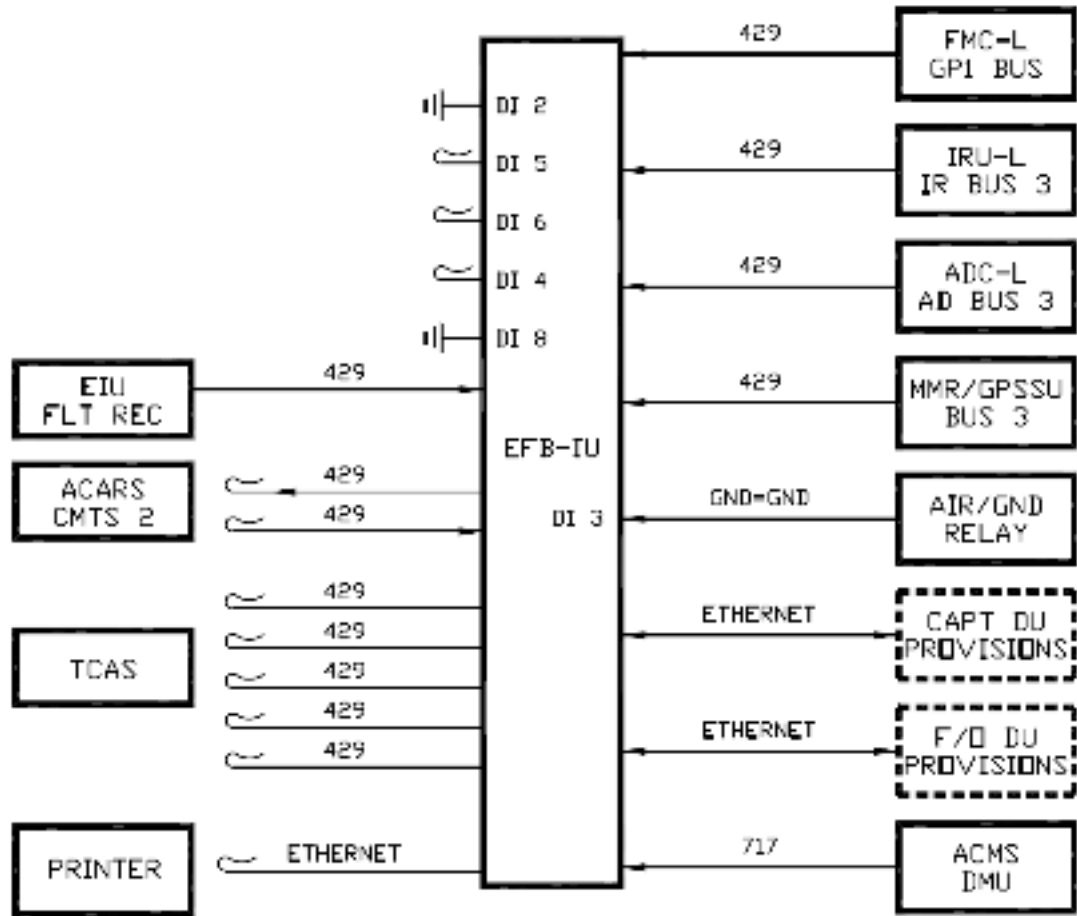 429
FMC-L
GP1 BUS
DI 2
DI 5
429
IRU-L
IR BUS 3
DI 6
DI 4
429
ADC-L
AD BUS 3
DI 8
EIU
FLT REC
429
429
MMR/GPSSU
BUS 3
EFB-IU
ACARS
CMTS 2
429
429
DI 3
GND=GND
AIR/GND
RELAY
429
429
429
429
429
TCAS
ETHERNET
CAPT DU
PROVISIONS
ETHERNET
F/O DU
PROVISIONS
PRINTER
ETHERNET
717
ACMS
DMU